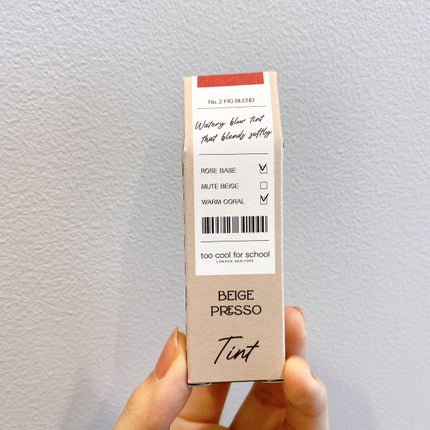 No. 2 FIG BLEND
Watery blur tint
that blends softly
ROSE BASE
MUTE BEIGE
WARM CORAL
too cool for school
LONDON NEW YORK
BEIGE
PRESSO
Tint